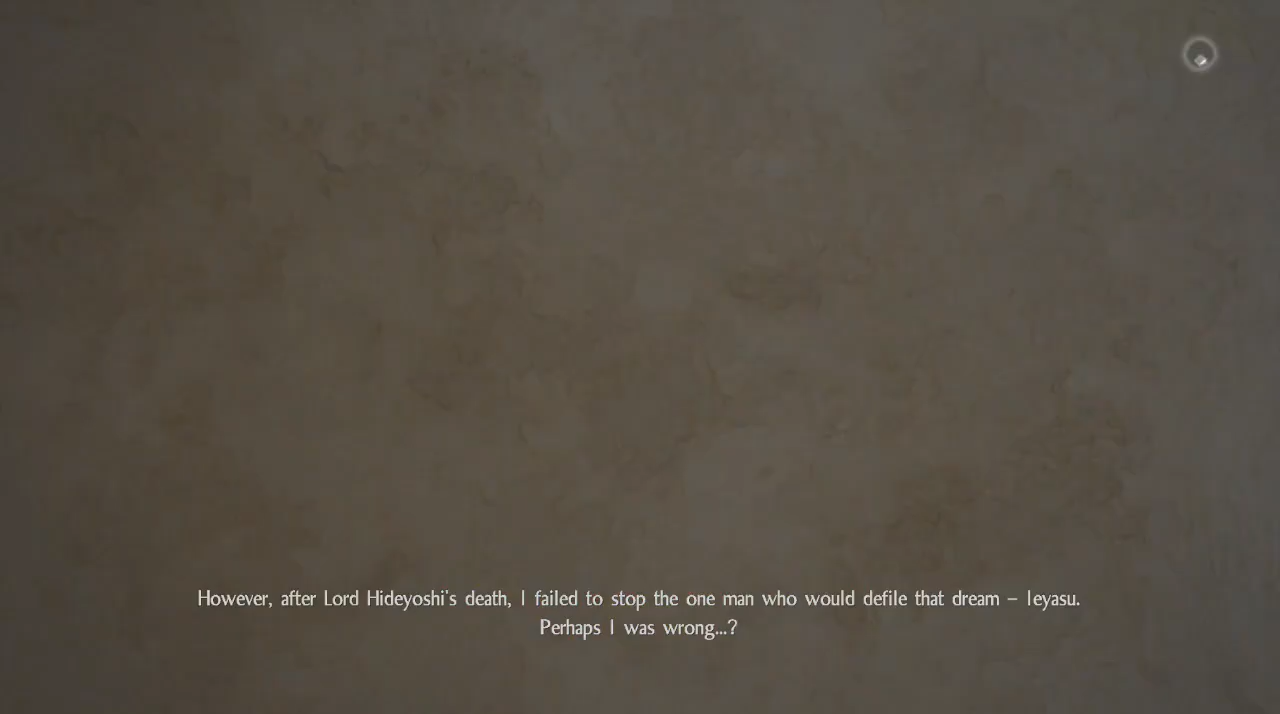 However, after Lord Hideyoshi's death, I failed to stop the one man who would defile that dream – Ieyasu.
Perhaps I was wrong...?